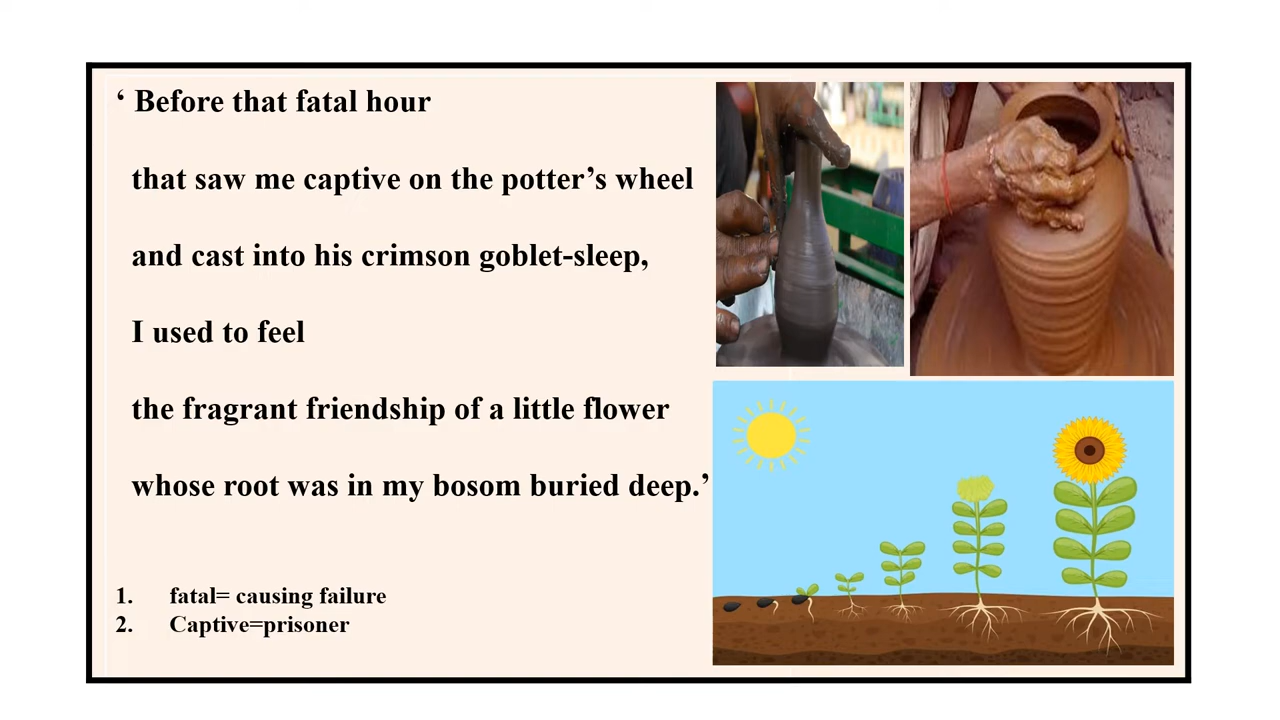 ‘ Before that fatal hour
that saw me captive on the potter’s wheel
and cast into his crimson goblet-sleep,
I used to feel
the fragrant friendship of a little flower
whose root was in my bosom buried deep.’
1. fatal= causing failure
2. Captive=prisoner